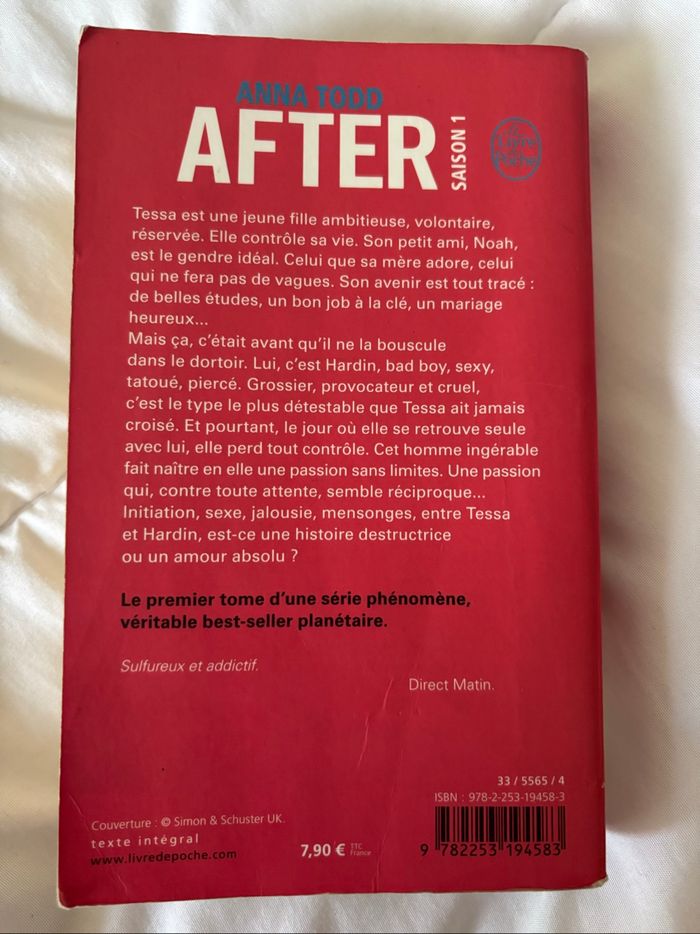 ANNA TODD
AFTER
SAISON 1
Le
Livre
de
Poche
Tessa est une jeune fille ambitieuse, volontaire,
réservée. Elle contrôle sa vie. Son petit ami, Noah,
est le gendre idéal. Celui que sa mère adore, celui
qui ne fera pas de vagues. Son avenir est tout tracé :
de belles études, un bon job à la clé, un mariage
heureux...
Mais ça, c'était avant qu'il ne la bouscule
dans le dortoir. Lui, c'est Hardin, bad boy, sexy,
tatoué, piercé. Grossier, provocateur et cruel,
c'est le type le plus détestable que Tessa ait jamais
croisé. Et pourtant, le jour où elle se retrouve seule
avec lui, elle perd tout contrôle. Cet homme ingérable
fait naître en elle une passion sans limites. Une passion
qui, contre toute attente, semble réciproque...
Initiation, sexe, jalousie, mensonges, entre Tessa
et Hardin, est-ce une histoire destructrice
ou un amour absolu ?
Le premier tome d'une série phénomène,
véritable best-seller planétaire.
Sulfureux et addictif.
Direct Matin.
33 / 5565 / 4
ISBN : 978-2-253-19458-3
Couverture : © Simon & Schuster UK.
texte intégral
www.livredepoche.com
7,90 € TTC
France
9 782253 194583